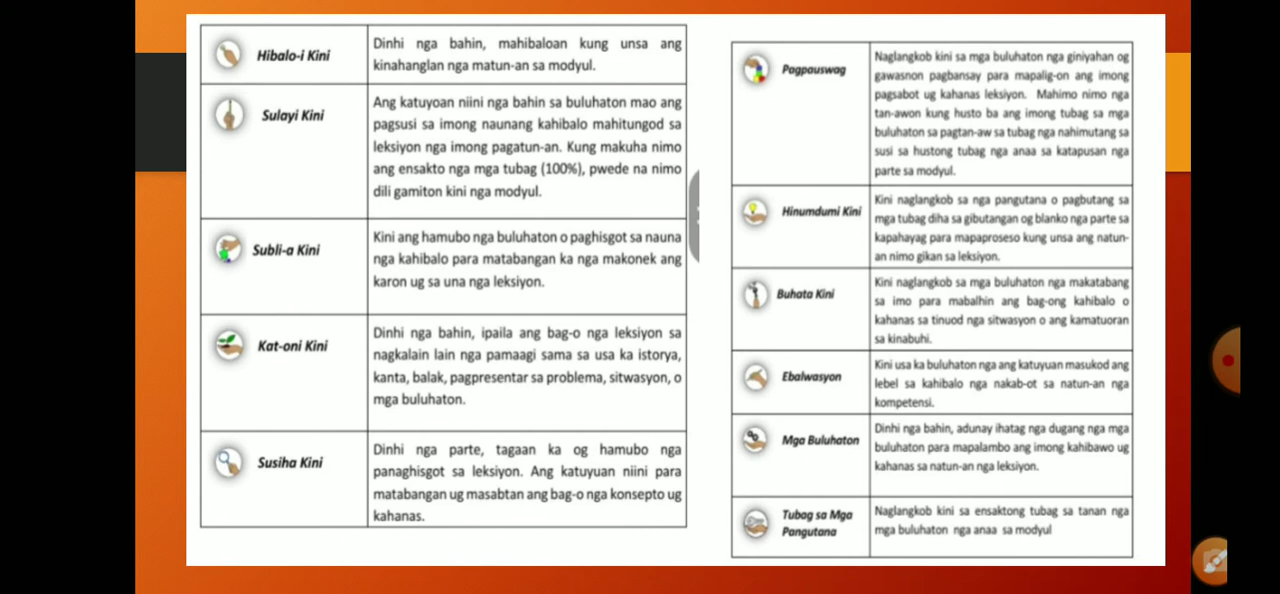 Hibalo-i Kini
Dinhi nga bahin, mahibaloan kung unsa ang
kinahanglan nga matun-an sa modyul.
Sulayi Kini
Ang katuyoan niini nga bahin sa buluhaton mao ang
pagsusi sa imong naunang kahibalo mahitungod sa
leksiyon nga imong pagatun-an. Kung makuha nimo
ang ensakto nga mga tubag (100%), pwede na nimo
dili gamiton kini nga modyul.
Subli-a Kini
Kini ang hamubo nga buluhaton o paghisgot sa nauna
nga kahibalo para matabangan ka nga makonek ang
karon ug sa una nga leksiyon.
Kat-oni Kini
Dinhi nga bahin, ipaila ang bag-o nga leksiyon sa
nagkalain lain nga pamaagi sama sa usa ka istorya,
kanta, balak, pagpresentar sa problema, sitwasyon, o
mga buluhaton.
Susiha Kini
Dinhi nga parte, tagaan ka og hamubo nga
panaghisgot sa leksiyon. Ang katuyuan niini para
matabangan ug masabtan ang bag-o nga konsepto ug
kahanas.
Pagpauswag
Naglangkob kini sa mga buluhaton nga giniyahan og
gawasnon pagbansay para mapalig-on ang imong
pagsabot ug kahanas leksiyon. Mahimo nimo nga
tan-awon kung husto ba ang imong tubag sa mga
buluhaton sa pagtan-aw sa tubag nga nahimutang sa
susi sa hustong tubag nga anaa sa katapusan nga
parte sa modyul.
Hinumdumi Kini
Kini naglangkob sa nga pangutana o pagbutang sa
mga tubag diha sa gibutangan og blanko nga parte sa
kapahayag para mapaproseso kung unsa ang natun-
an nimo gikan sa leksiyon.
Buhata Kini
Kini naglangkob sa mga buluhaton nga makatabang
sa imo para mabalhin ang bag-ong kahibalo o
kahanas sa tinuod nga sitwasyon o ang kamatuoran
sa kinabuhi.
Ebalwasyon
Kini usa ka buluhaton nga ang katuyuan masukod ang
lebel sa kahibalo nga nakab-ot sa natun-an nga
kompetensi.
Mga Buluhaton
Dinhi nga bahin, adunay ihatag nga dugang nga mga
buluhaton para mapalambo ang imong kahibawo ug
kahanas sa natun-an nga leksiyon.
Tubag sa Mga
Pangutana
Naglangkob kini sa ensaktong tubag sa tanan nga
mga buluhaton nga anaa sa modyul